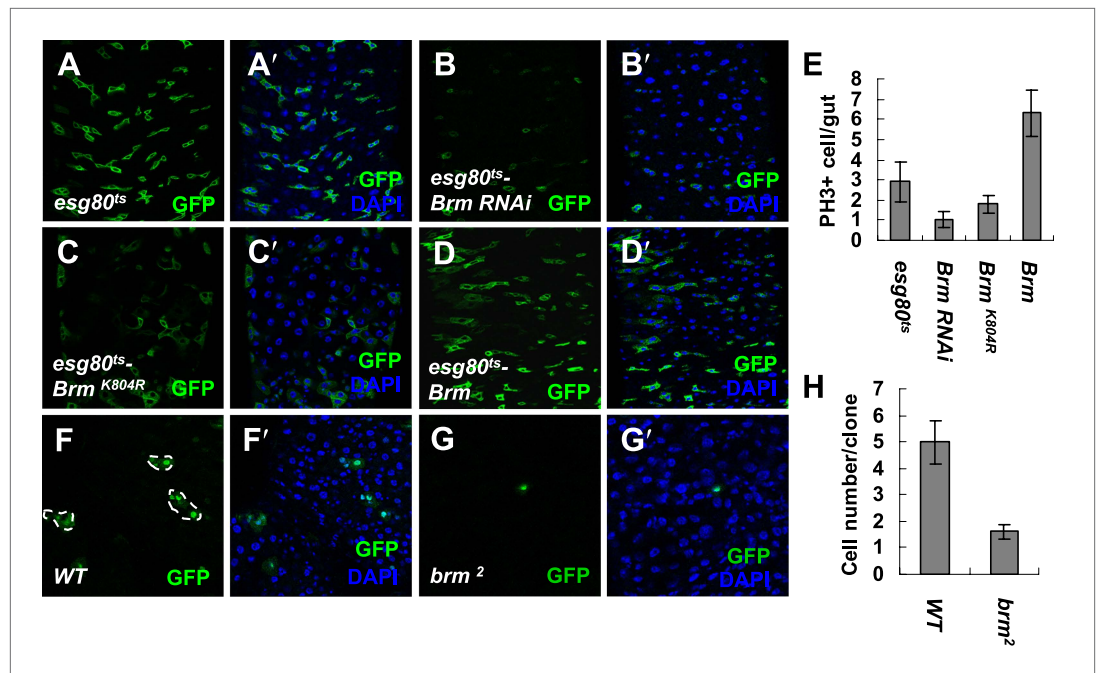 A
esg80ts GFP
A′
GFP
DAPI
B
esg80ts-
Brm RNAi GFP
B′
GFP
DAPI
C
esg80ts-
Brm K804R GFP
C′
GFP
DAPI
D
esg80ts-
Brm GFP
D′
GFP
DAPI
E
PH3+ cell/gut
8
7
6
5
4
3
2
1
0
esg80ts
Brm RNAi
Brm K804R
Brm
F
WT GFP
F′
GFP
DAPI
G
brm 2 GFP
G′
GFP
DAPI
H
Cell number/clone
7
6
5
4
3
2
1
0
WT
brm2